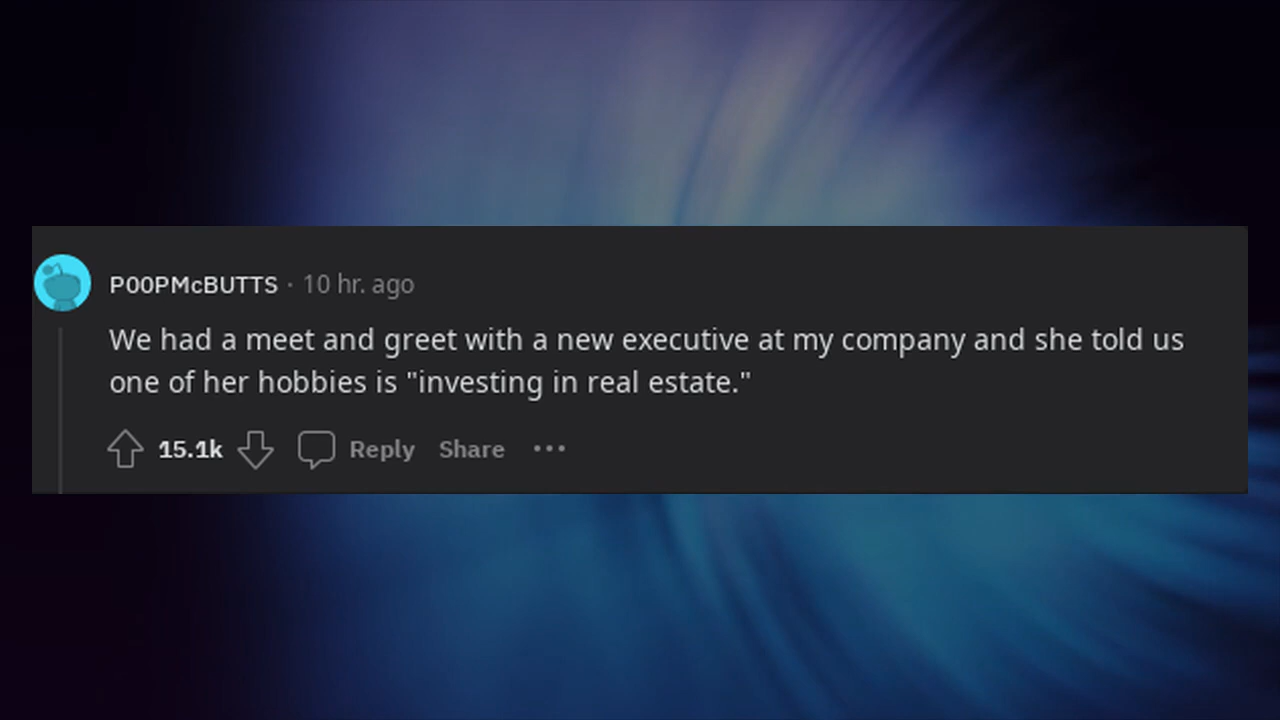 POOPMcBUTTS · 10 hr. ago
We had a meet and greet with a new executive at my company and she told us
one of her hobbies is "investing in real estate."
15.1k Reply Share ···